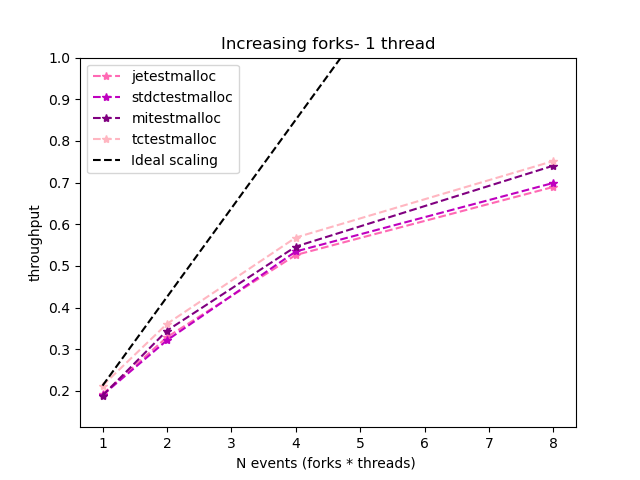 Increasing forks- 1 thread
jetestmalloc
stdctestmalloc
mitestmalloc
tctestmalloc
Ideal scaling
throughput
1.0
0.9
0.8
0.7
0.6
0.5
0.4
0.3
0.2
1 2 3 4 5 6 7 8
N events (forks * threads)